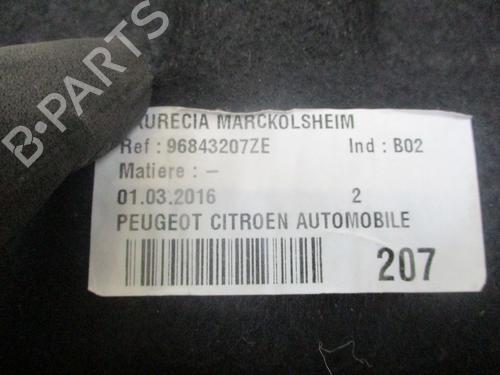 B-PARTS
AURECIA MARCKOLSHEIM
Ref : 96843207ZE Ind : B02
Matiere : –
01.03.2016 2
PEUGEOT CITROEN AUTOMOBILE
207